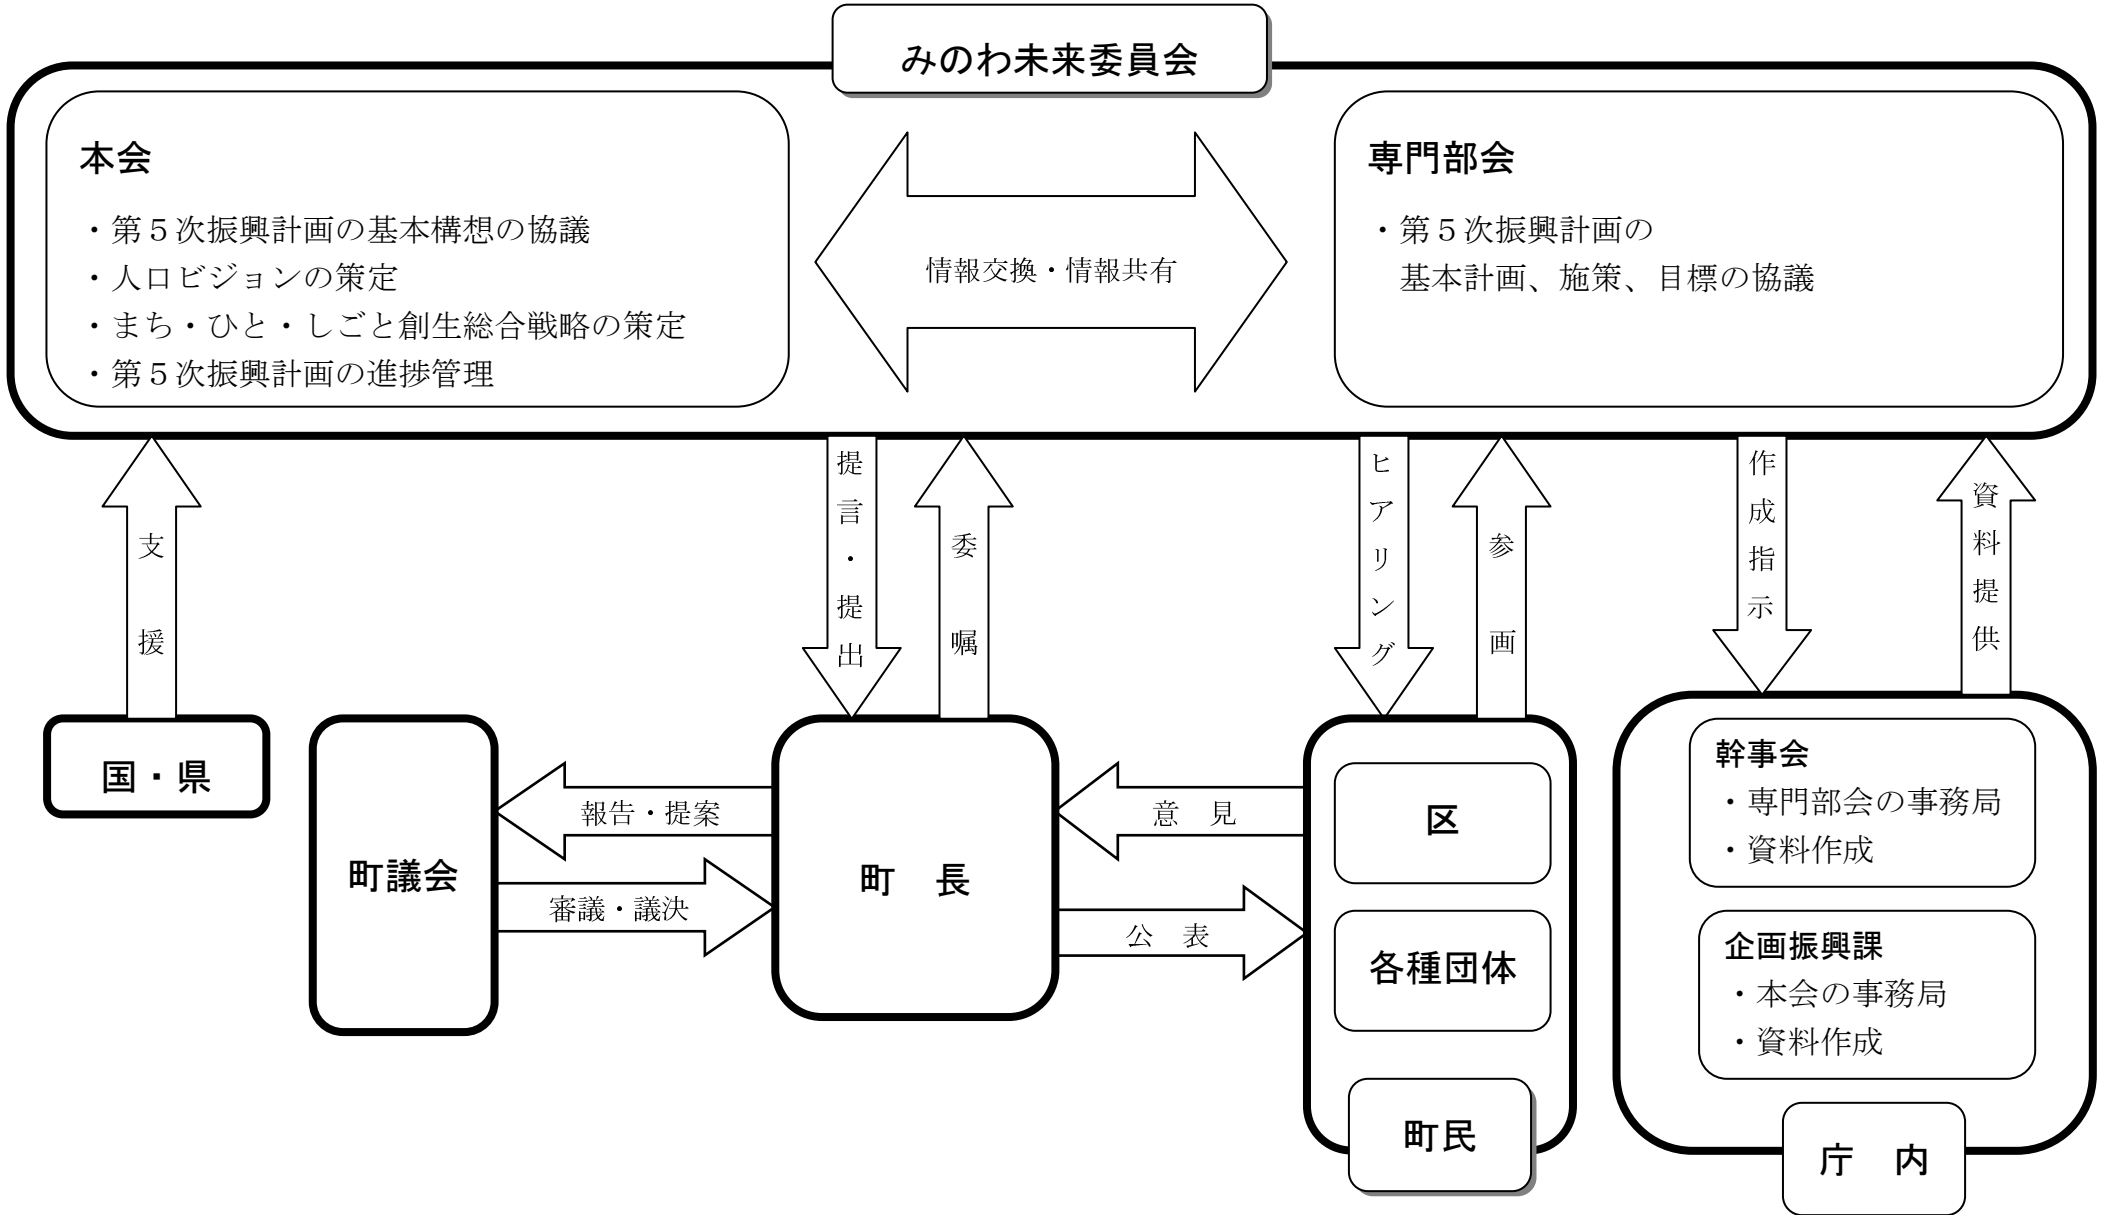 みのわ未来委員会
本会
・第５次振興計画の基本構想の協議
・人口ビジョンの策定
・まち・ひと・しごと創生総合戦略の策定
・第５次振興計画の進捗管理
情報交換・情報共有
専門部会
・第５次振興計画の
基本計画、施策、目標の協議
支援
提言・提出
委嘱
ヒアリング
参画
作成指示
資料提供
国・県
町議会
報告・提案
審議・議決
町　長
意　見
公　表
区
各種団体
町民
幹事会
・専門部会の事務局
・資料作成
企画振興課
・本会の事務局
・資料作成
庁　内